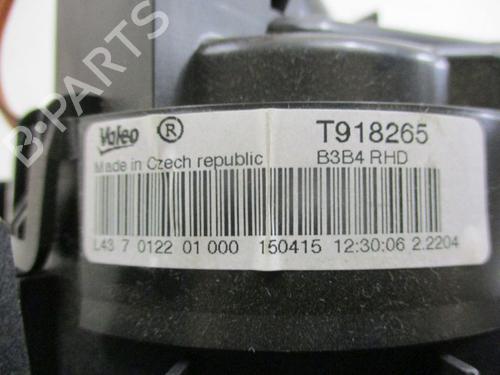 Valeo ® T918265
Made in Czech republic B3B4 RHD
L43 7 0122 01 000 150415 12:30:06 2.2204
B-PARTS